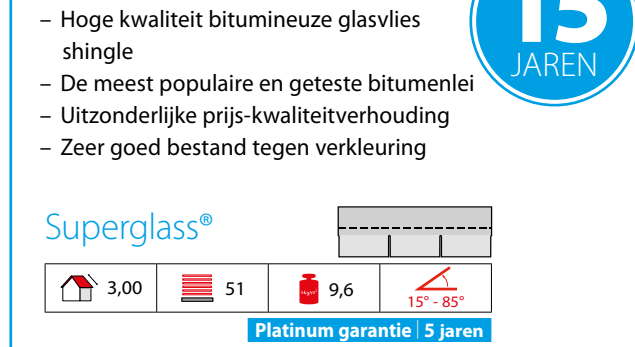 – Hoge kwaliteit bitumineuze glasvlies
shingle
– De meest populaire en geteste bitumenlei
– Uitzonderlijke prijs-kwaliteitverhouding
– Zeer goed bestand tegen verkleuring
15
JAREN
Superglass®
3,00 51 9,6 15° - 85°
Platinum garantie | 5 jaren